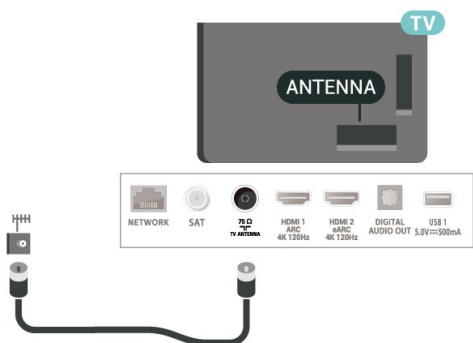 TV
ANTENNA
NETWORK
SAT
75 Ω
TV ANTENNA
HDMI 1
ARC
4K 120Hz
HDMI 2
eARC
4K 120Hz
DIGITAL
AUDIO OUT
USB 1
5.0V⎓500mA